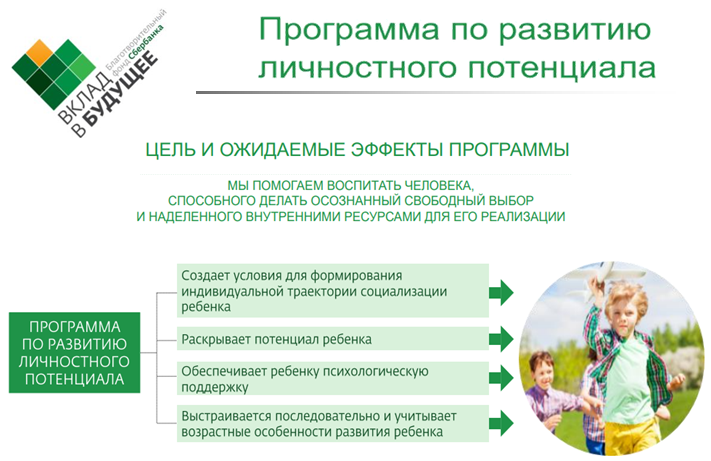 Благотворительный
фонд Сбербанка
ВКЛАД
В БУДУЩЕЕ
Программа по развитию
личностного потенциала
ЦЕЛЬ И ОЖИДАЕМЫЕ ЭФФЕКТЫ ПРОГРАММЫ
МЫ ПОМОГАЕМ ВОСПИТАТЬ ЧЕЛОВЕКА,
СПОСОБНОГО ДЕЛАТЬ ОСОЗНАННЫЙ СВОБОДНЫЙ ВЫБОР
И НАДЕЛЕННОГО ВНУТРЕННИМИ РЕСУРСАМИ ДЛЯ ЕГО РЕАЛИЗАЦИИ
ПРОГРАММА
ПО РАЗВИТИЮ
ЛИЧНОСТНОГО
ПОТЕНЦИАЛА
Создает условия для формирования
индивидуальной траектории социализации
ребенка
Раскрывает потенциал ребенка
Обеспечивает ребенку психологическую
поддержку
Выстраивается последовательно и учитывает
возрастные особенности развития ребенка